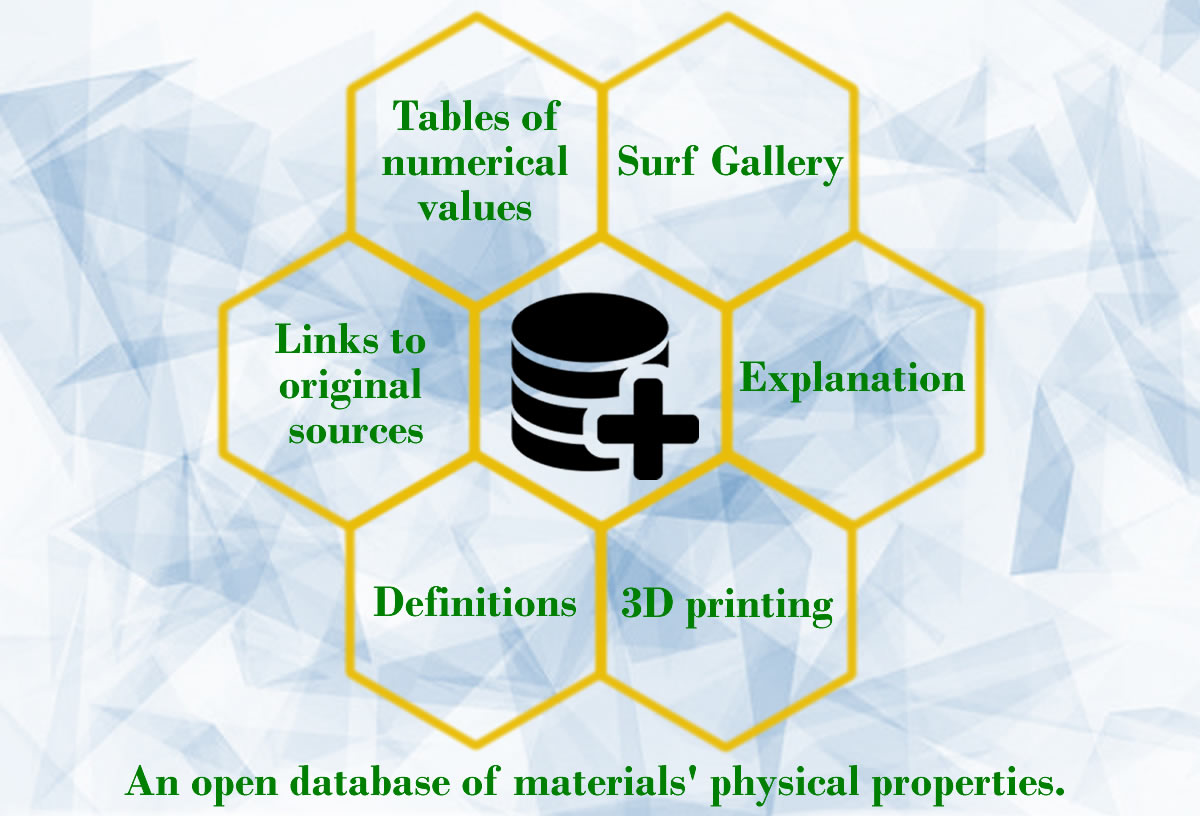 Tables of
numerical
values
Surf Gallery
Links to
original
sources
Explanation
Definitions
3D printing
An open database of materials' physical properties.